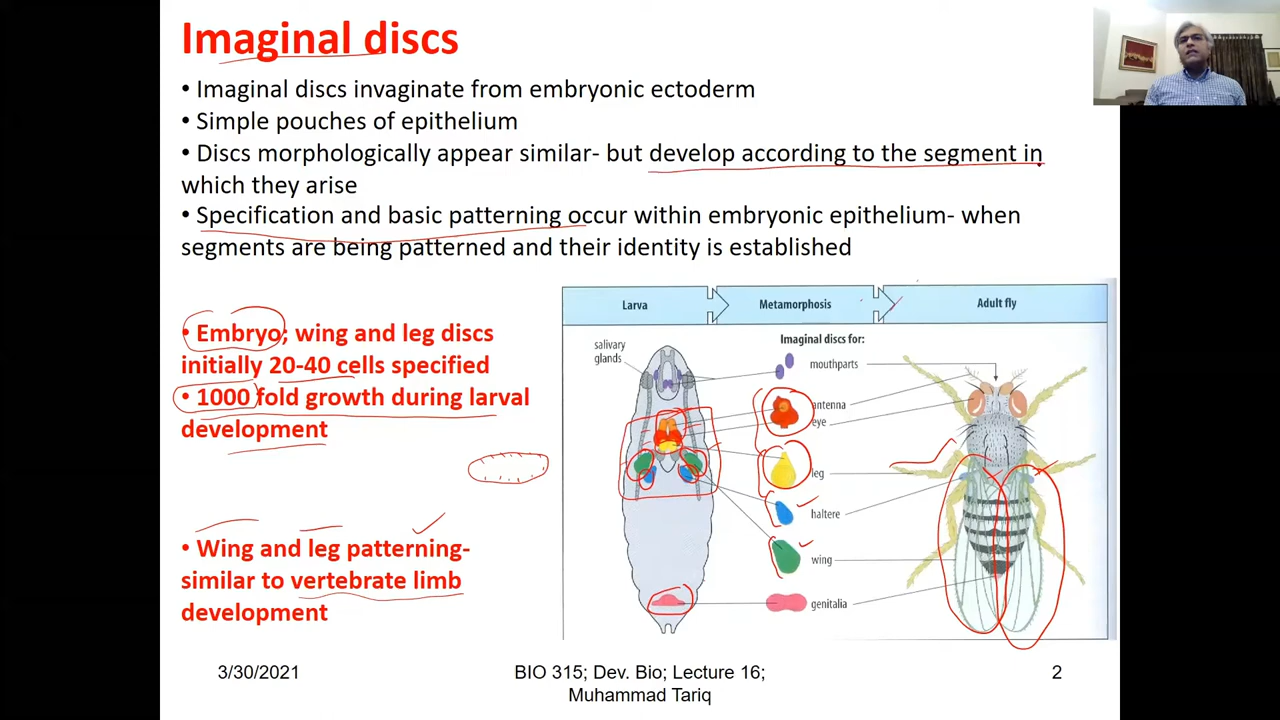 Imaginal discs
• Imaginal discs invaginate from embryonic ectoderm
• Simple pouches of epithelium
• Discs morphologically appear similar- but develop according to the segment in
which they arise
• Specification and basic patterning occur within embryonic epithelium- when
segments are being patterned and their identity is established
• Embryo; wing and leg discs
initially 20-40 cells specified
• 1000 fold growth during larval
development
• Wing and leg patterning-
similar to vertebrate limb
development
Larva
Metamorphosis
Adult fly
salivary
glands
Imaginal discs for:
mouthparts
antenna
eye
leg
haltere
wing
genitalia
3/30/2021
BIO 315; Dev. Bio; Lecture 16;
Muhammad Tariq
2